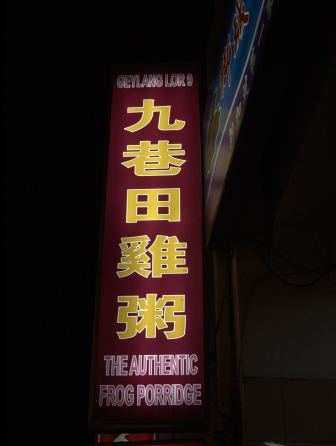 GEYLANG LOR 9
九巷田雞粥
THE AUTHENTIC
FROG PORRIDGE